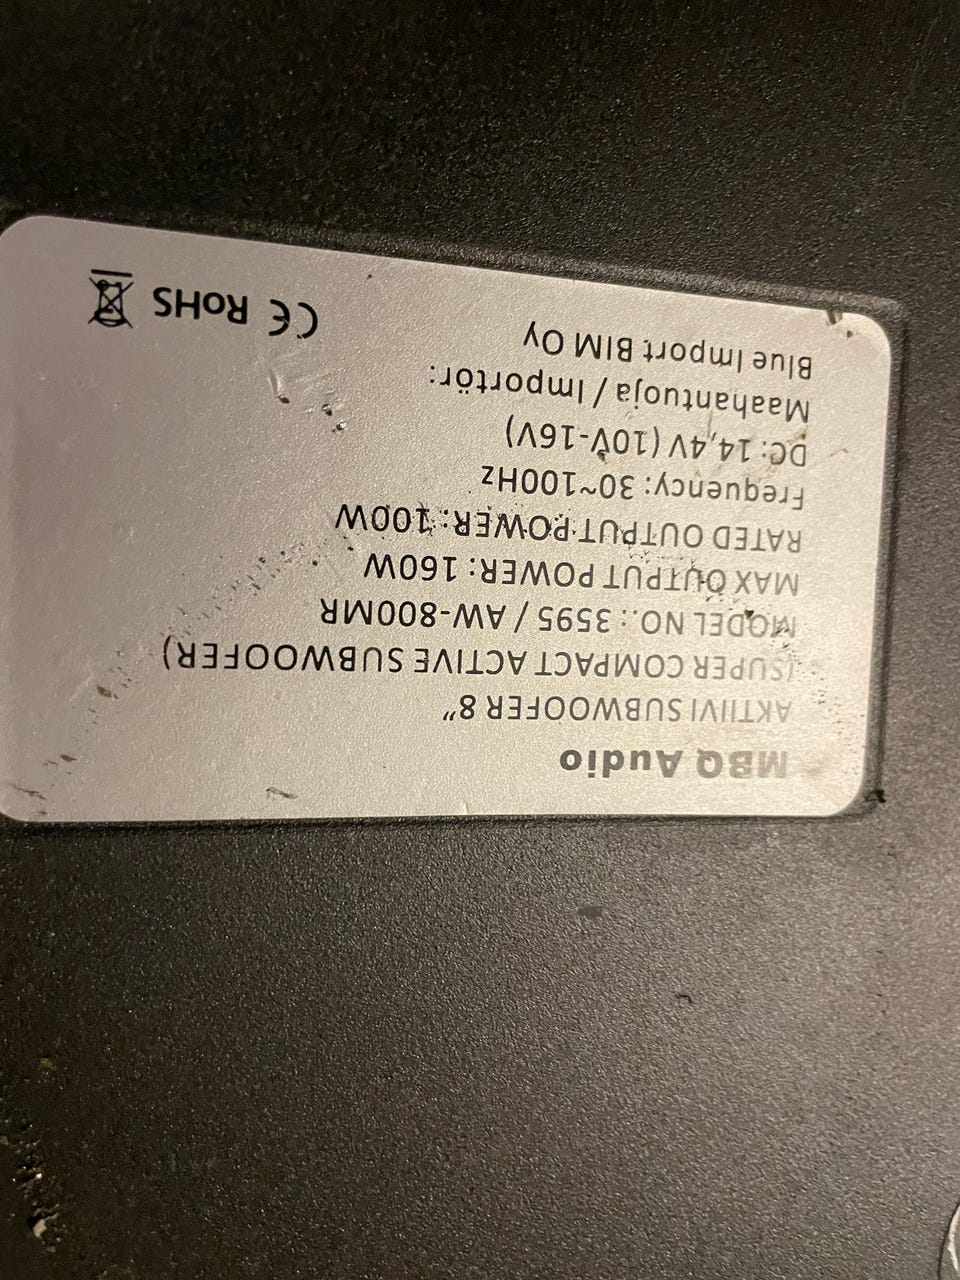 MBQ Audio
AKTIIVI SUBWOOFER 8"
(SUPER COMPACT ACTIVE SUBWOOFER)
MODEL NO.: 3595 / AW-800MR
MAX OUTPUT POWER: 160W
RATED OUTPUT POWER: 100W
Frequency: 30~100Hz
DC: 14,4V (10V-16V)
Maahantuoja / Importör:
Blue Import BIM Oy
CE RoHS